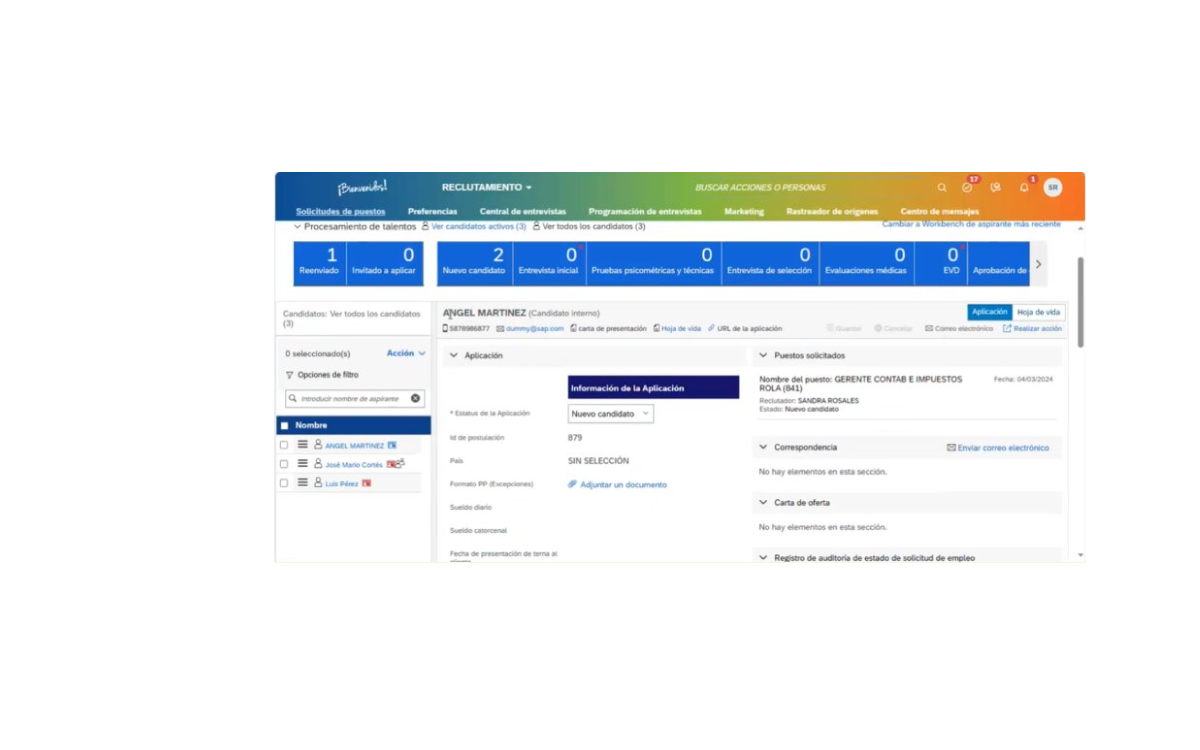 ¡Bienvenidos!
RECLUTAMIENTO
BUSCAR ACCIONES O PERSONAS
17
1
SR
Solicitudes de puestos Preferencias Central de entrevistas Programación de entrevistas Marketing Rastreador de orígenes Centro de mensajes
Procesamiento de talentos Ver candidatos activos (3) Ver todos los candidatos (3) Cambiar a Workbench de aspirante más reciente
1 0 2 0 0 0 0 0
Reenviado Invitado a aplicar Nuevo candidato Entrevista inicial Pruebas psicométricas y técnicas Entrevista de selección Evaluaciones médicas EVD Aprobación de
Candidatos: Ver todos los candidatos
(3)
0 seleccionado(s) Acción
Opciones de filtro
Introducir nombre de aspirante
Nombre
ANGEL MARTINEZ
José Mario Cortés
Luis Pérez
ANGEL MARTINEZ (Candidato interno) Aplicación Hoja de vida
5878986877 dummy@sap.com carta de presentación Hoja de vida URL de la aplicación Guardar Cancelar Correo electrónico Realizar acción
Aplicación
Información de la Aplicación
* Estatus de la Aplicación Nuevo candidato
Id de postulación 879
País SIN SELECCIÓN
Formato PP (Excepciones) Adjuntar un documento
Sueldo diario
Sueldo catorcenal
Fecha de presentación de terna al
Puestos solicitados
Nombre del puesto: GERENTE CONTAB E IMPUESTOS Fecha: 04/03/2024
ROLA (841)
Reclutador: SANDRA ROSALES
Estado: Nuevo candidato
Correspondencia Enviar correo electrónico
No hay elementos en esta sección.
Carta de oferta
No hay elementos en esta sección.
Registro de auditoría de estado de solicitud de empleo